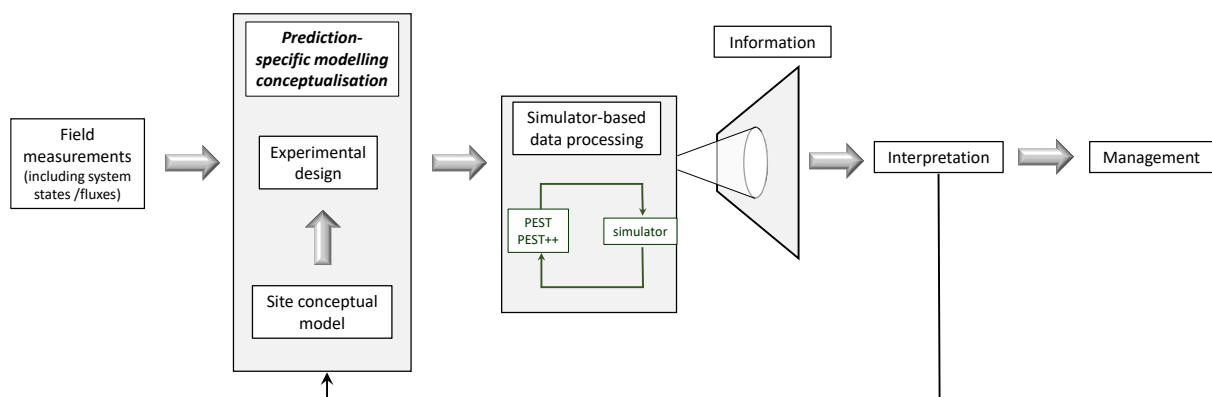 Field
measurements
(including system
states /fluxes)
Prediction-
specific modelling
conceptualisation
Experimental
design
Site conceptual
model
Simulator-based
data processing
PEST
PEST++
simulator
Information
Interpretation
Management